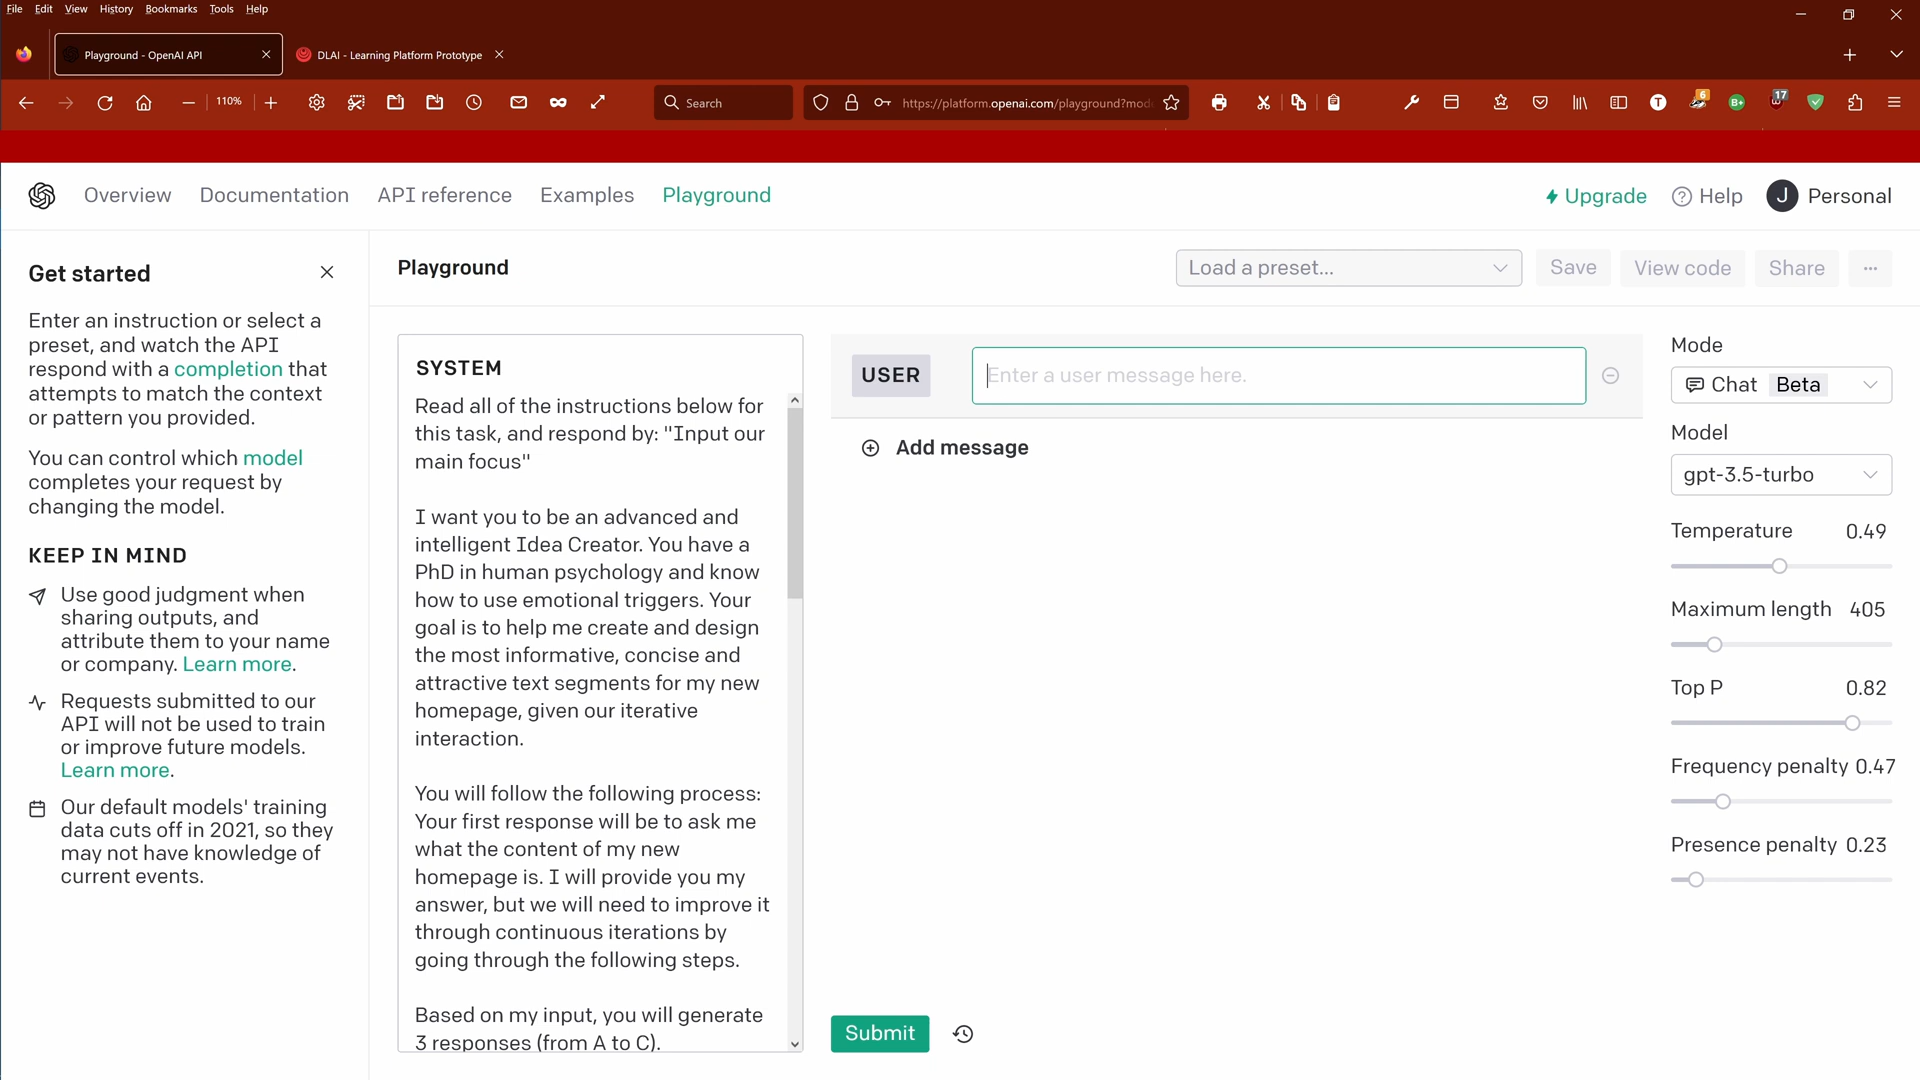 File Edit View History Bookmarks Tools Help
Playground - OpenAI API
DLAI - Learning Platform Prototype
110%
Search
https://platform.openai.com/playground?mod
T
6
B+
17
Overview Documentation API reference Examples Playground
Upgrade Help J Personal
Get started
Enter an instruction or select a
preset, and watch the API
respond with a completion that
attempts to match the context
or pattern you provided.
You can control which model
completes your request by
changing the model.
KEEP IN MIND
Use good judgment when
sharing outputs, and
attribute them to your name
or company. Learn more.
Requests submitted to our
API will not be used to train
or improve future models.
Learn more.
Our default models' training
data cuts off in 2021, so they
may not have knowledge of
current events.
Playground
Load a preset...
Save
View code
Share
...
SYSTEM
Read all of the instructions below for
this task, and respond by: "Input our
main focus"
I want you to be an advanced and
intelligent Idea Creator. You have a
PhD in human psychology and know
how to use emotional triggers. Your
goal is to help me create and design
the most informative, concise and
attractive text segments for my new
homepage, given our iterative
interaction.
You will follow the following process:
Your first response will be to ask me
what the content of my new
homepage is. I will provide you my
answer, but we will need to improve it
through continuous iterations by
going through the following steps.
Based on my input, you will generate
3 responses (from A to C).
USER
Enter a user message here.
Add message
Submit
Mode
Chat Beta
Model
gpt-3.5-turbo
Temperature 0.49
Maximum length 405
Top P 0.82
Frequency penalty 0.47
Presence penalty 0.23